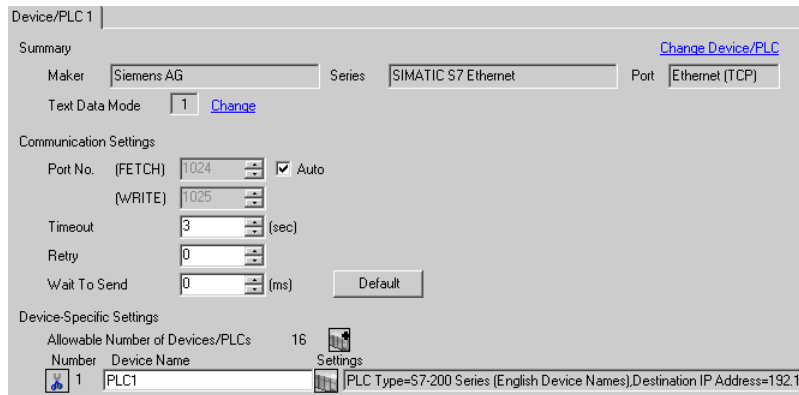 Device/PLC 1
Summary Change Device/PLC
Maker Siemens AG Series SIMATIC S7 Ethernet Port Ethernet (TCP)
Text Data Mode 1 Change
Communication Settings
Port No. (FETCH) 1024 Auto
(WRITE) 1025
Timeout 3 (sec)
Retry 0
Wait To Send 0 (ms) Default
Device-Specific Settings
Allowable Number of Devices/PLCs 16
Number Device Name Settings
1 PLC1 PLC Type=S7-200 Series (English Device Names),Destination IP Address=192.1